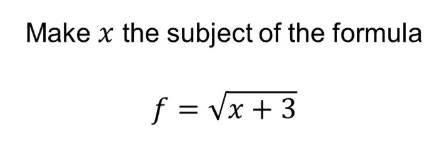 Make x the subject of the formula
f = √x + 3